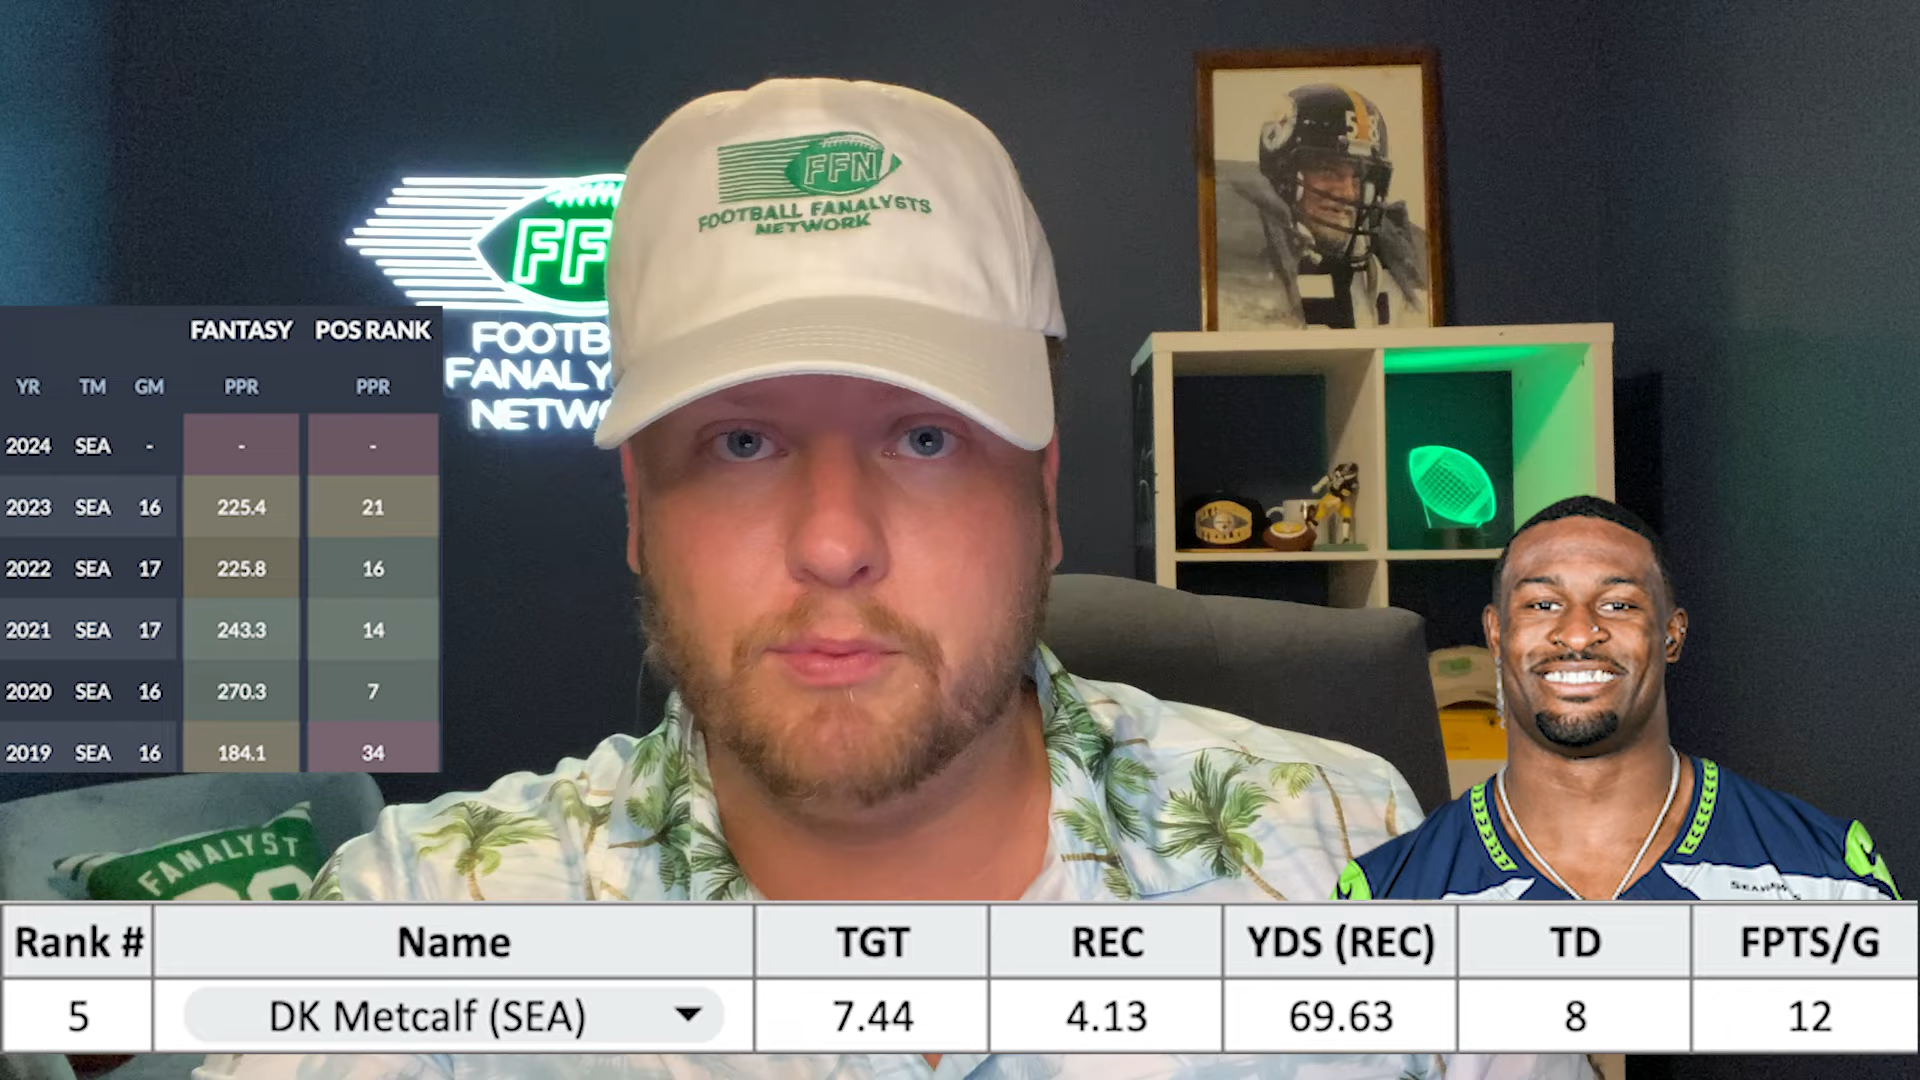 FFN
FOOTBALL FANALYSTS
NETWORK
58
FF
FOOTB
FANALY
NETW
FANTASY POS RANK
YR TM GM PPR PPR
2024 SEA - - -
2023 SEA 16 225.4 21
2022 SEA 17 225.8 16
2021 SEA 17 243.3 14
2020 SEA 16 270.3 7
2019 SEA 16 184.1 34
FANALYST
SEAHAWKS
Rank # Name TGT REC YDS (REC) TD FPTS/G
5 DK Metcalf (SEA) 7.44 4.13 69.63 8 12